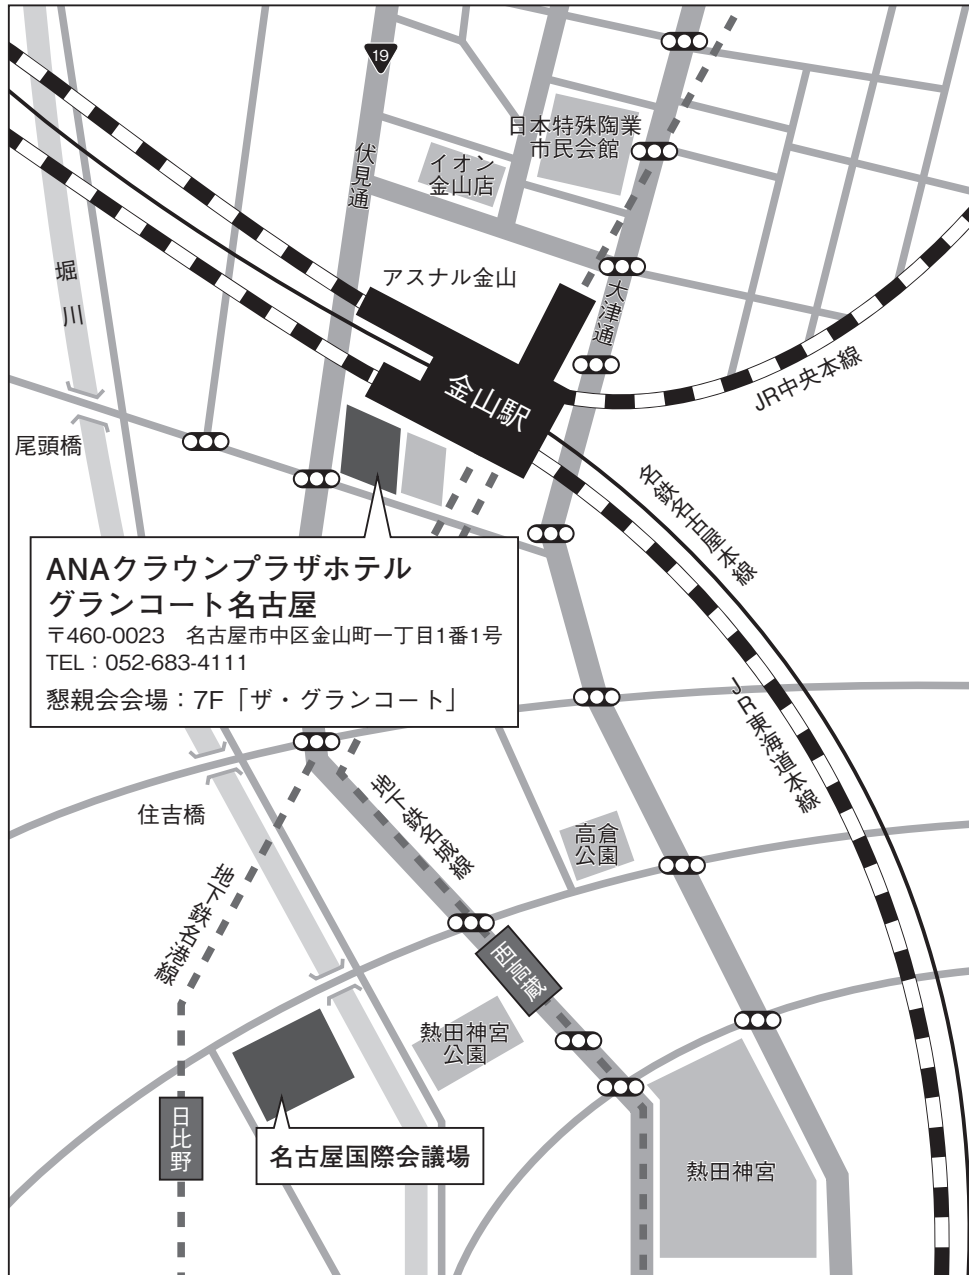 19
日本特殊陶業
市民会館
イオン
金山店
伏見通
アスナル金山
大津通
堀川
JR中央本線
金山駅
尾頭橋
名鉄名古屋本線
ANAクラウンプラザホテル
グランコート名古屋
〒460-0023　名古屋市中区金山町一丁目1番1号
TEL：052-683-4111
懇親会会場：7F「ザ・グランコート」
JR東海道本線
住吉橋
地下鉄名城線
高倉
公園
地下鉄名港線
西高蔵
熱田神宮
公園
日比野
名古屋国際会議場
熱田神宮